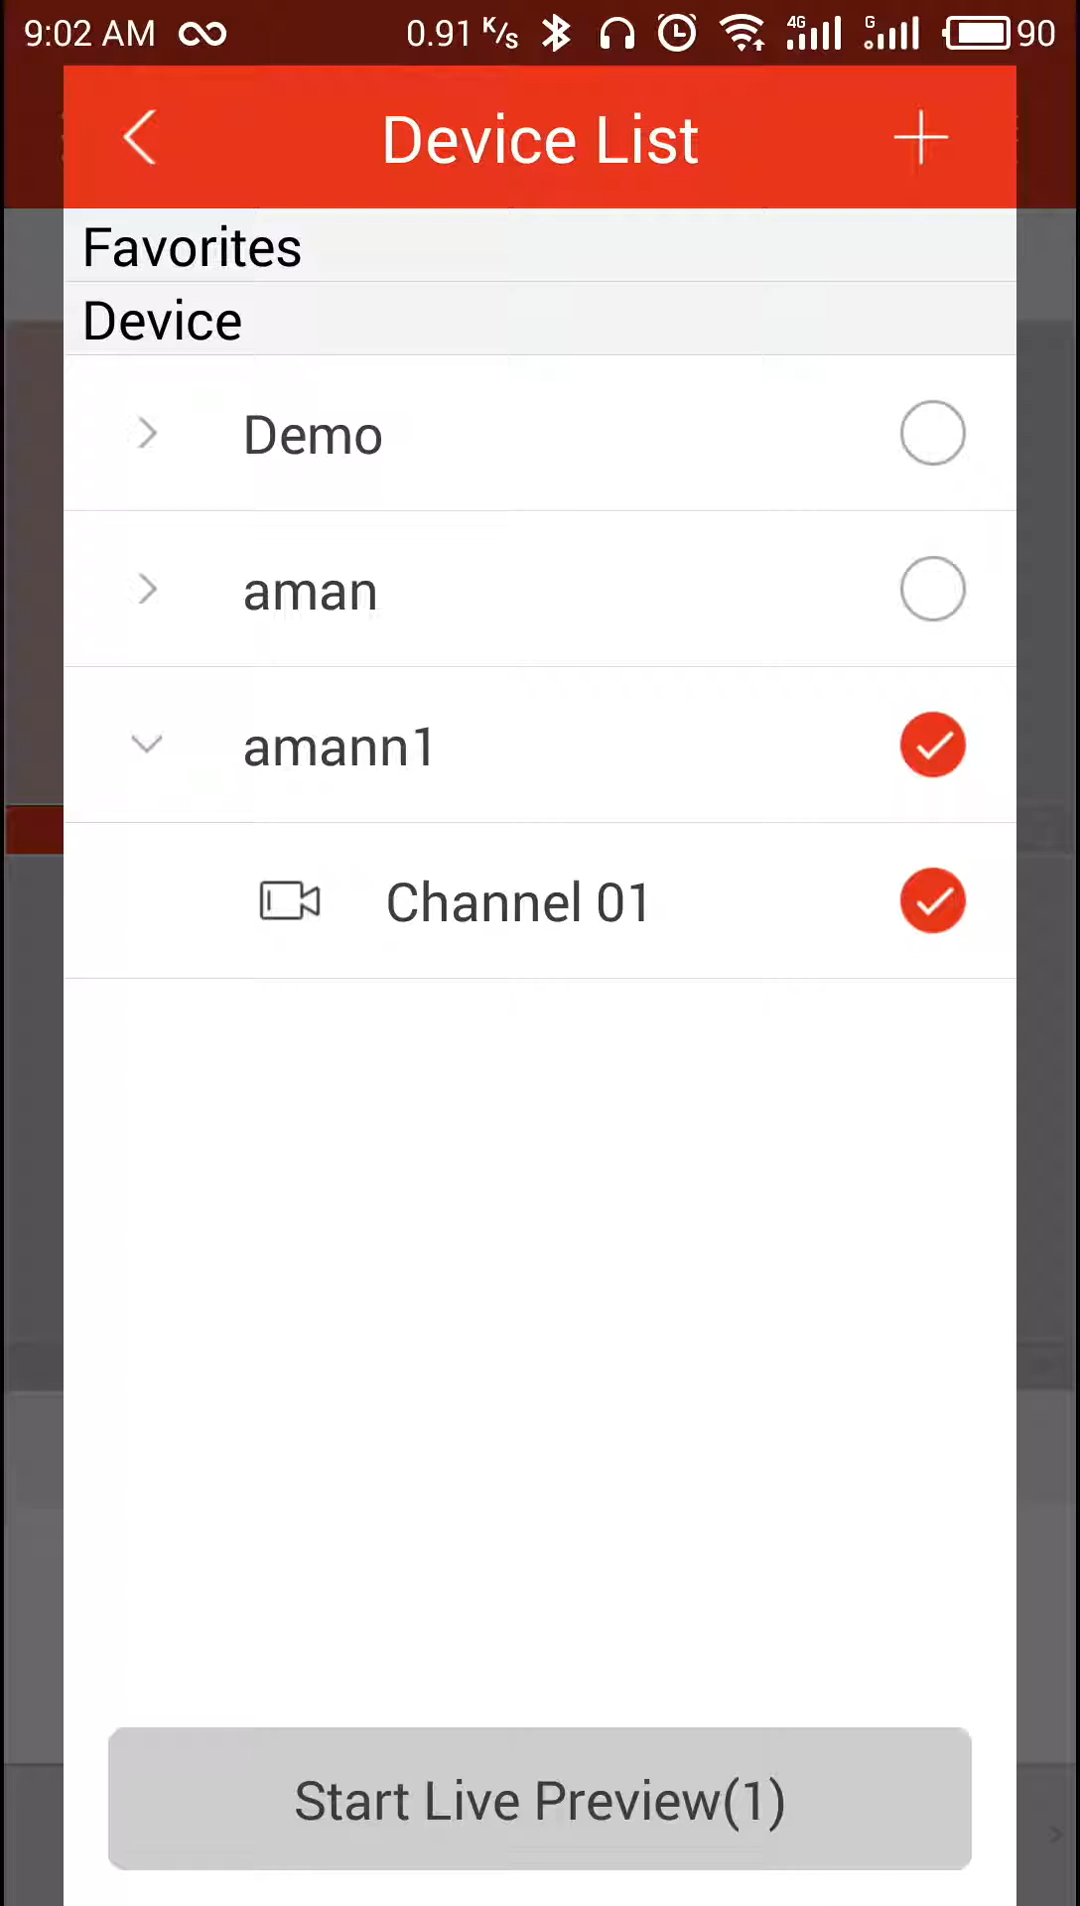 9:02 AM 0.91 K/s 4G G 90
Device List
Favorites
Device
Demo
aman
amann1
Channel 01
Start Live Preview(1)